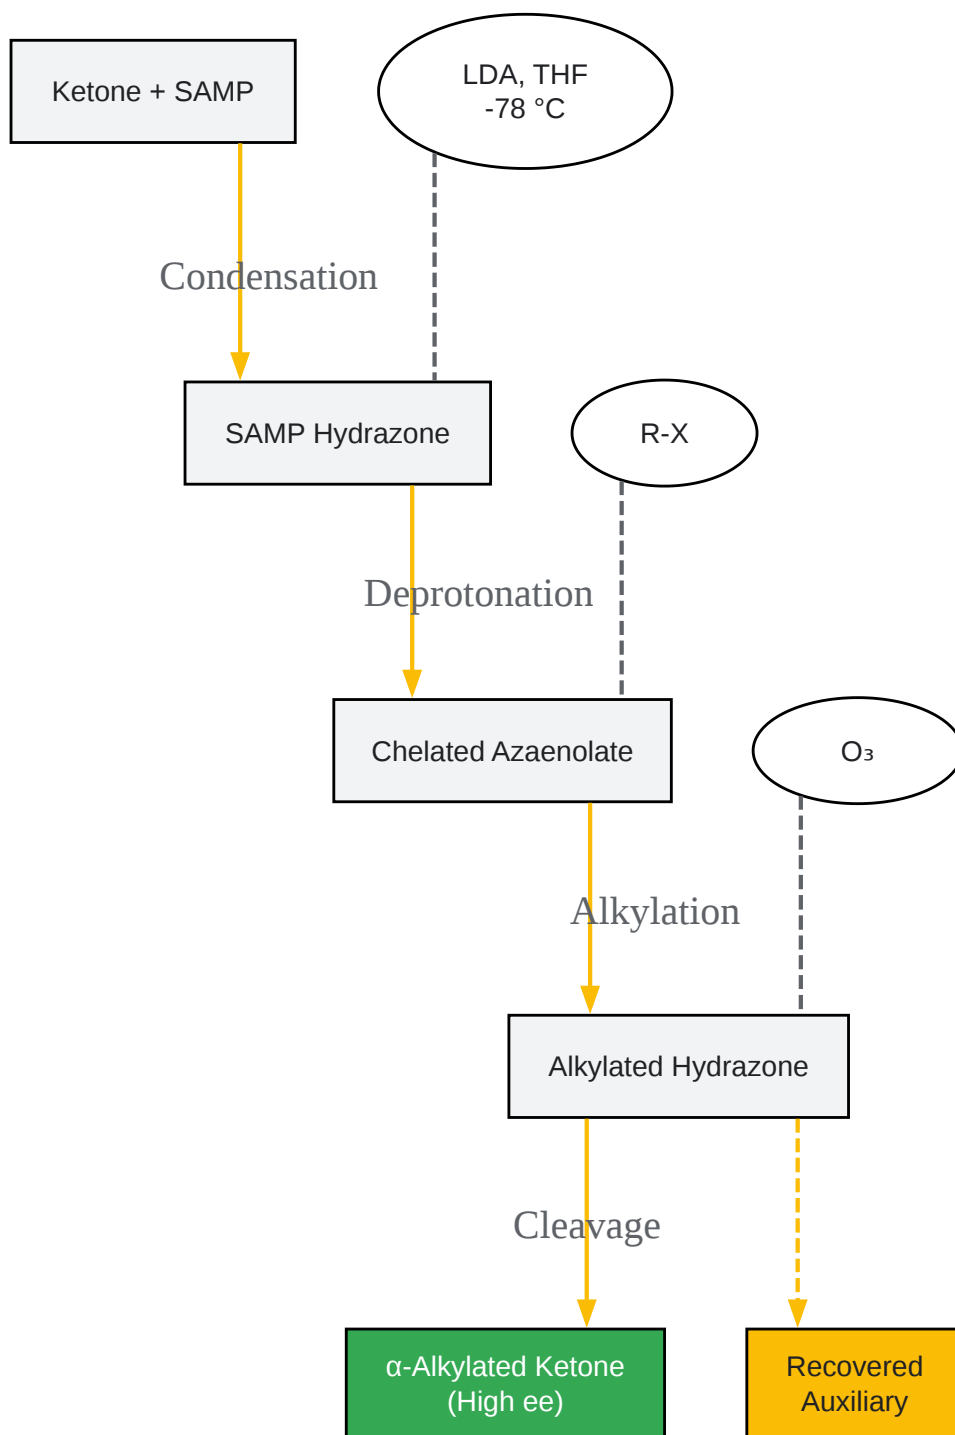 Ketone + SAMP
LDA, THF
-78 °C
Condensation
SAMP Hydrazone
R-X
Deprotonation
Chelated Azaenolate
O₃
Alkylation
Alkylated Hydrazone
Cleavage
α-Alkylated Ketone
(High ee)
Recovered
Auxiliary